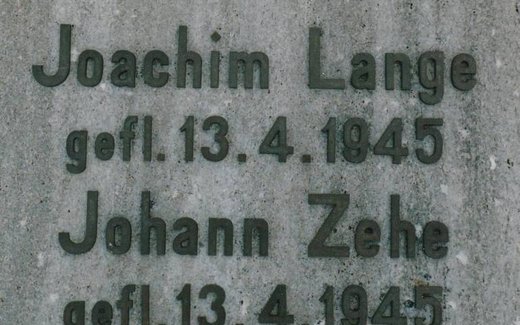 Joachim Lange
gefl. 13. 4. 1945
Johann Zehe
gefl. 13. 4. 1945